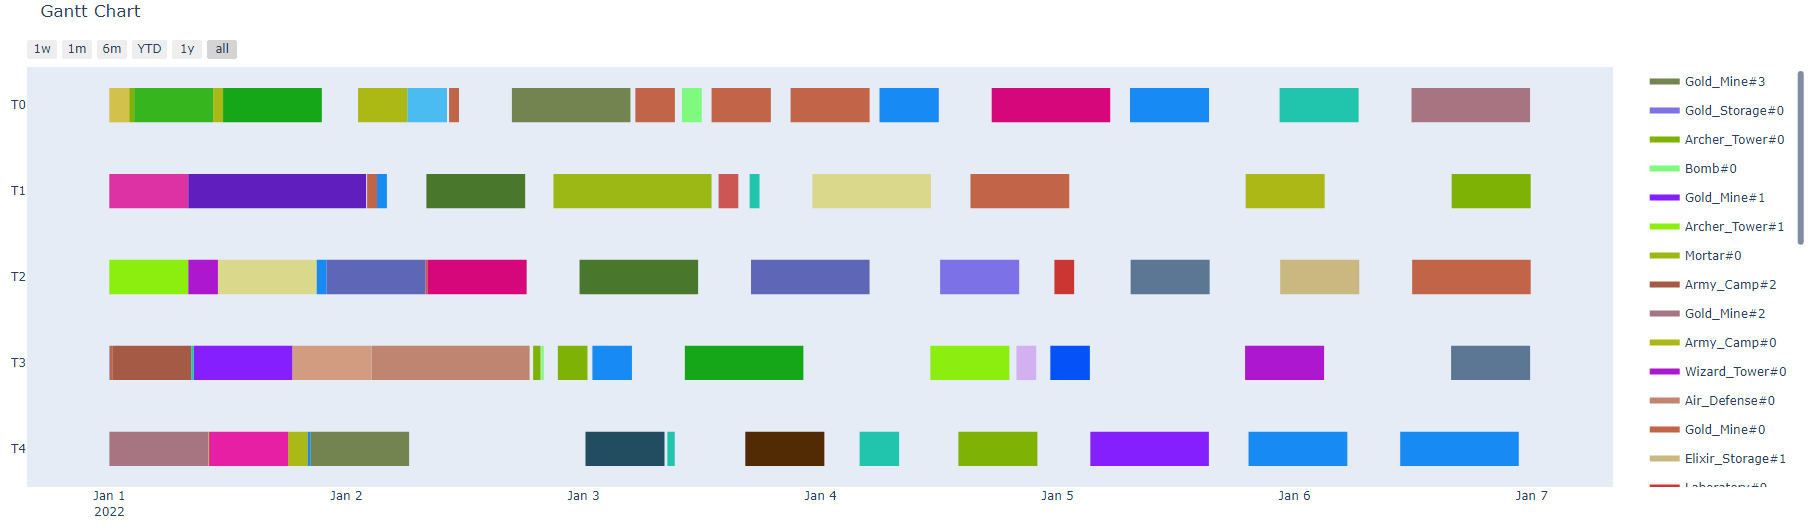 Gantt Chart
1w 1m 6m YTD 1y all
T0
T1
T2
T3
T4
Jan 1 Jan 2 Jan 3 Jan 4 Jan 5 Jan 6 Jan 7
2022
Gold_Mine#3
Gold_Storage#0
Archer_Tower#0
Bomb#0
Gold_Mine#1
Archer_Tower#1
Mortar#0
Army_Camp#2
Gold_Mine#2
Army_Camp#0
Wizard_Tower#0
Air_Defense#0
Gold_Mine#0
Elixir_Storage#1
Laboratory#0